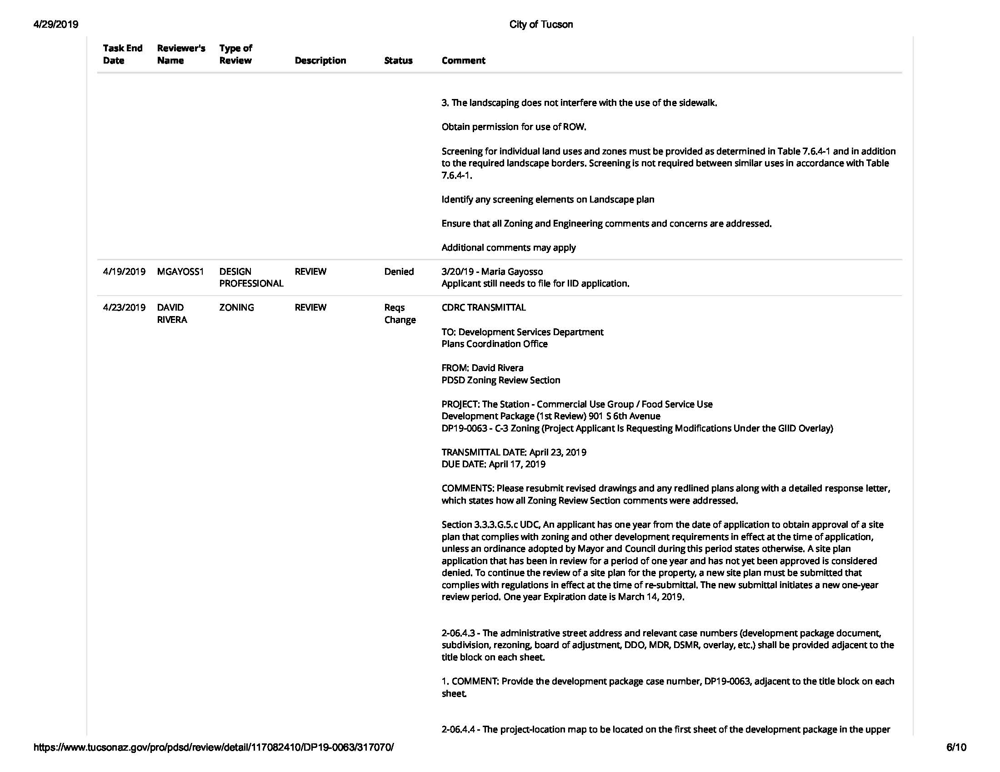 4/29/2019
City of Tucson
Task End Date
Reviewer's Name
Type of Review
Description
Status
Comment
3. The landscaping does not interfere with the use of the sidewalk.
Obtain permission for use of ROW.
Screening for individual land uses and zones must be provided as determined in Table 7.6.4-1 and in addition
to the required landscape borders. Screening is not required between similar uses in accordance with Table
7.6.4-1.
Identify any screening elements on Landscape plan
Ensure that all Zoning and Engineering comments and concerns are addressed.
Additional comments may apply
4/19/2019
MGAYOSS1
DESIGN
PROFESSIONAL
REVIEW
Denied
3/20/19 - Maria Gayosso
Applicant still needs to file for IID application.
4/23/2019
DAVID
RIVERA
ZONING
REVIEW
Reqs
Change
CDRC TRANSMITTAL
TO: Development Services Department
Plans Coordination Office
FROM: David Rivera
PDSD Zoning Review Section
PROJECT: The Station - Commercial Use Group / Food Service Use
Development Package (1st Review) 901 S 6th Avenue
DP19-0063 - C-3 Zoning (Project Applicant Is Requesting Modifications Under the GIID Overlay)
TRANSMITTAL DATE: April 23, 2019
DUE DATE: April 17, 2019
COMMENTS: Please resubmit revised drawings and any redlined plans along with a detailed response letter,
which states how all Zoning Review Section comments were addressed.
Section 3.3.3.G.5.c UDC, An applicant has one year from the date of application to obtain approval of a site
plan that complies with zoning and other development requirements in effect at the time of application,
unless an ordinance adopted by Mayor and Council during this period states otherwise. A site plan
application that has been in review for a period of one year and has not yet been approved is considered
denied. To continue the review of a site plan for the property, a new site plan must be submitted that
complies with regulations in effect at the time of re-submittal. The new submittal initiates a new one-year
review period. One year Expiration date is March 14, 2019.
2-06.4.3 - The administrative street address and relevant case numbers (development package document,
subdivision, rezoning, board of adjustment, DDO, MDR, DSMR, overlay, etc.) shall be provided adjacent to the
title block on each sheet.
1. COMMENT: Provide the development package case number, DP19-0063, adjacent to the title block on each
sheet.
2-06.4.4 - The project-location map to be located on the first sheet of the development package in the upper
https://www.tucsonaz.gov/pro/pdsd/review/detail/117082410/DP19-0063/317070/
6/10